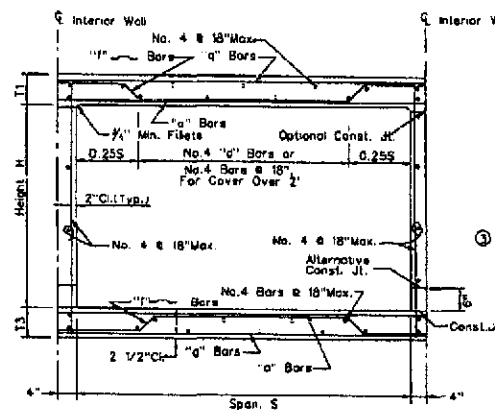 ℄ Interior Wall
℄ Interior W
No. 4 @ 18"Max.
"f" Bars "q" Bars
T1
"a" Bars
3/4" Min. Fillets
Optional Const. Jt.
0.25S
No.4 "d" Bars or
No.4 Bars @ 18"
For Cover Over 2'
0.25S
Height, H
2"Cl.(Typ.)
No. 4 @ 18"Max.
No. 4 @ 18"Max.
3
Alternative
Const. Jt.
6"
"f" Bars
No.4 Bars @ 18"Max.
T3
Const.J
2 1/2"Cl.
"g" Bars
"a" Bars
4"
Span, S
4"